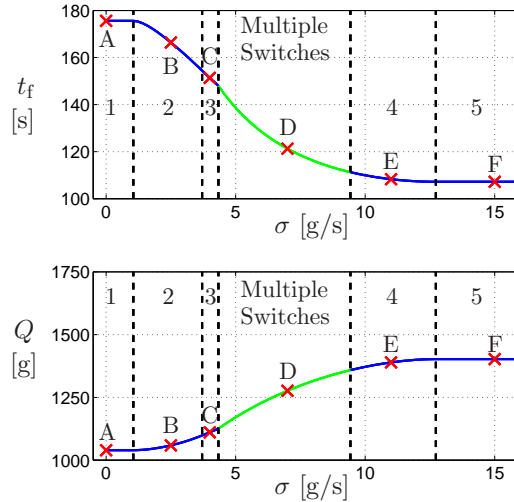 180
160
140
120
100
t_f
[s]
Multiple
Switches
A
B
C
D
E
F
1
2
3
4
5
0
5
10
15
σ [g/s]
1750
1500
1250
1000
Q
[g]
1
2
3
Multiple
Switches
4
5
A
B
C
D
E
F
0
5
10
15
σ [g/s]